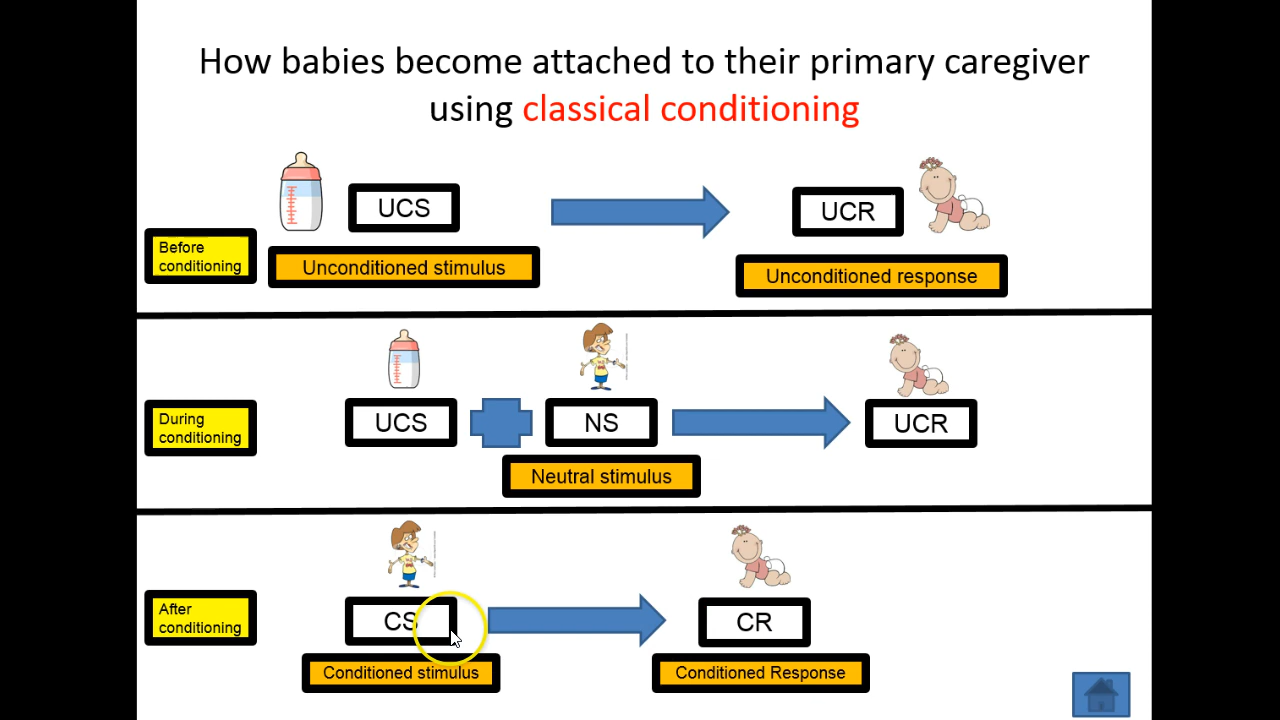 How babies become attached to their primary caregiver
using classical conditioning
UCS
UCR
Before
conditioning
Unconditioned stimulus
Unconditioned response
During
conditioning
UCS
NS
UCR
Neutral stimulus
After
conditioning
CS
CR
Conditioned stimulus
Conditioned Response